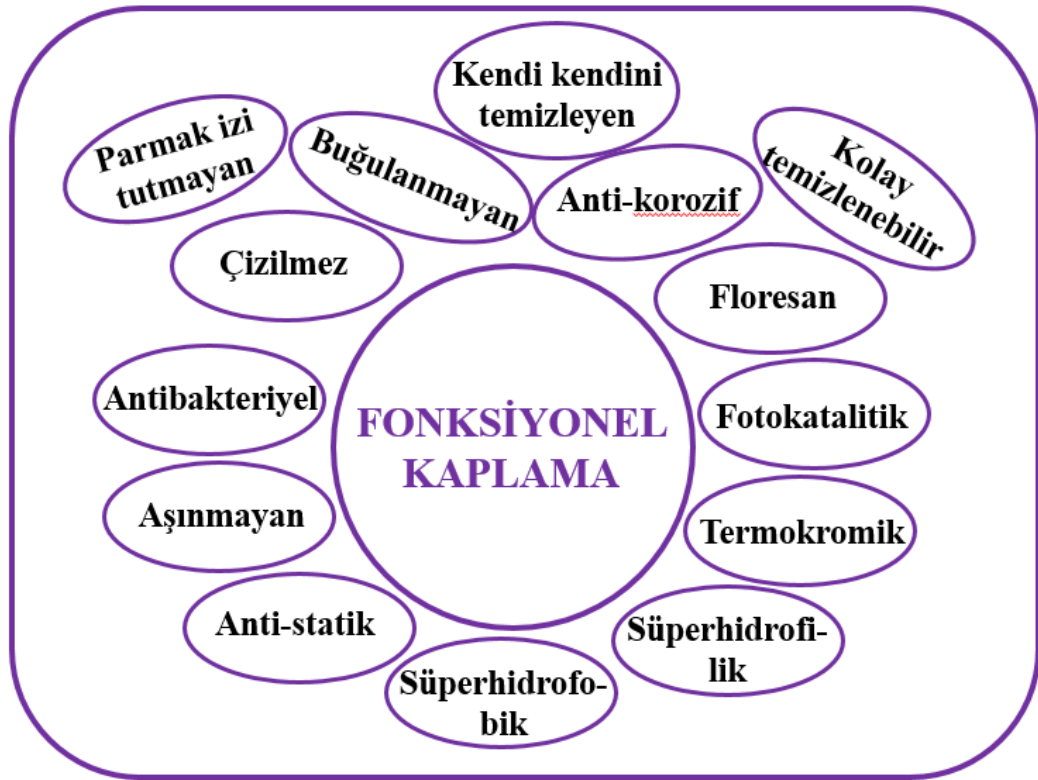 Kendi kendini
temizleyen
Parmak izi
tutmayan
Buğulanmayan
Anti-korozif
Kolay
temizlenebilir
Çizilmez
Floresan
Antibakteriyel
FONKSİYONEL
KAPLAMA
Fotokatalitik
Aşınmayan
Termokromik
Anti-statik
Süperhidrofi-
lik
Süperhidrofo-
bik